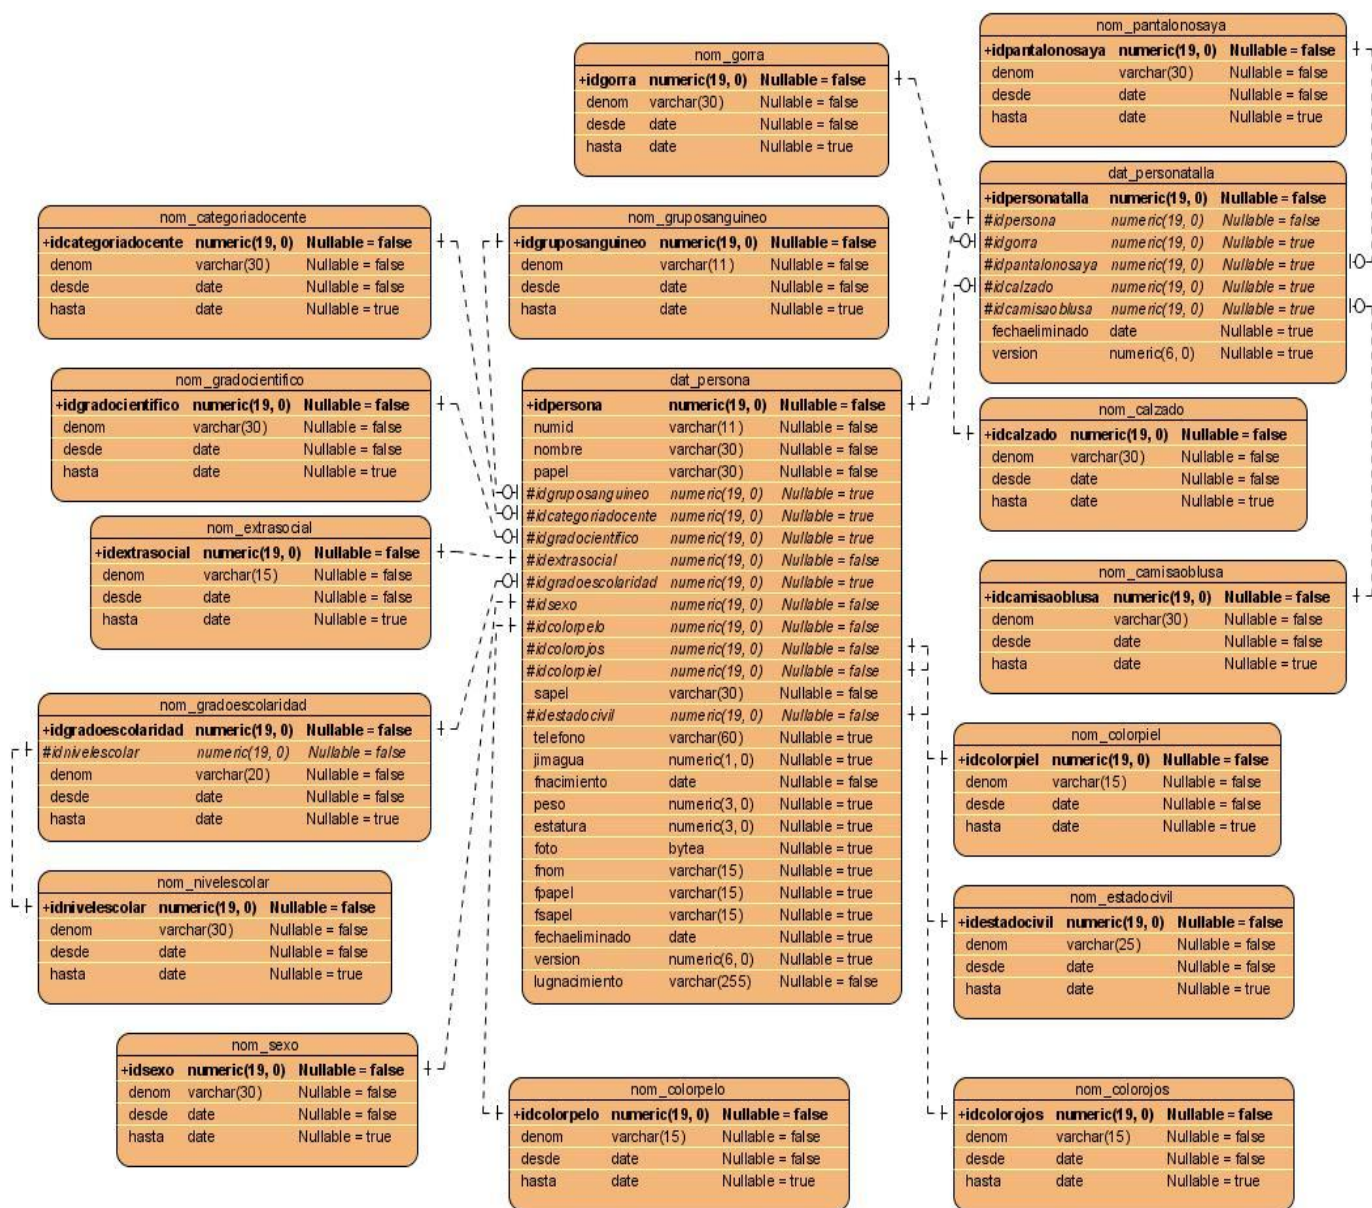 nom_pantalonosaya
+idpantalonosaya numeric(19, 0) Nullable = false
denom varchar(30) Nullable = false
desde date Nullable = false
hasta date Nullable = true
nom_gorra
+idgorra numeric(19, 0) Nullable = false
denom varchar(30) Nullable = false
desde date Nullable = false
hasta date Nullable = true
dat_personatalla
+idpersonatalla numeric(19, 0) Nullable = false
#idpersona numeric(19, 0) Nullable = false
#idgorra numeric(19, 0) Nullable = true
#idpantalonosaya numeric(19, 0) Nullable = true
#idcalzado numeric(19, 0) Nullable = true
#idcamisaoblusa numeric(19, 0) Nullable = true
fechaeliminado date Nullable = true
version numeric(6, 0) Nullable = true
nom_categoriadocente
+idcategoriadocente numeric(19, 0) Nullable = false
denom varchar(30) Nullable = false
desde date Nullable = false
hasta date Nullable = true
nom_gruposanguineo
+idgruposanguineo numeric(19, 0) Nullable = false
denom varchar(11) Nullable = false
desde date Nullable = false
hasta date Nullable = true
nom_gradocientifico
+idgradocientifico numeric(19, 0) Nullable = false
denom varchar(30) Nullable = false
desde date Nullable = false
hasta date Nullable = true
dat_persona
+idpersona numeric(19, 0) Nullable = false
numid varchar(11) Nullable = false
nombre varchar(30) Nullable = false
papel varchar(30) Nullable = false
#idgruposanguineo numeric(19, 0) Nullable = true
#idcategoriadocente numeric(19, 0) Nullable = true
#idgradocientifico numeric(19, 0) Nullable = true
#idextrasocial numeric(19, 0) Nullable = false
#idgradoescolaridad numeric(19, 0) Nullable = true
#idsexo numeric(19, 0) Nullable = false
#idcolorpelo numeric(19, 0) Nullable = false
#idcolorojos numeric(19, 0) Nullable = false
#idcolorpiel numeric(19, 0) Nullable = false
sapel varchar(30) Nullable = false
#idestadocivil numeric(19, 0) Nullable = false
telefono varchar(60) Nullable = true
jimagua numeric(1, 0) Nullable = true
fnacimiento date Nullable = false
peso numeric(3, 0) Nullable = true
estatura numeric(3, 0) Nullable = true
foto bytea Nullable = true
fnom varchar(15) Nullable = true
fpapel varchar(15) Nullable = true
fsapel varchar(15) Nullable = true
fechaeliminado date Nullable = true
version numeric(6, 0) Nullable = true
lugnacimiento varchar(255) Nullable = false
nom_calzado
+idcalzado numeric(19, 0) Nullable = false
denom varchar(30) Nullable = false
desde date Nullable = false
hasta date Nullable = true
nom_extrasocial
+idextrasocial numeric(19, 0) Nullable = false
denom varchar(15) Nullable = false
desde date Nullable = false
hasta date Nullable = true
nom_camisaoblusa
+idcamisaoblusa numeric(19, 0) Nullable = false
denom varchar(30) Nullable = false
desde date Nullable = false
hasta date Nullable = true
nom_gradoescolaridad
+idgradoescolaridad numeric(19, 0) Nullable = false
#idnivelescolar numeric(19, 0) Nullable = false
denom varchar(20) Nullable = false
desde date Nullable = false
hasta date Nullable = true
nom_colorpiel
+idcolorpiel numeric(19, 0) Nullable = false
denom varchar(15) Nullable = false
desde date Nullable = false
hasta date Nullable = true
nom_nivelescolar
+idnivelescolar numeric(19, 0) Nullable = false
denom varchar(30) Nullable = false
desde date Nullable = false
hasta date Nullable = true
nom_estadocivil
+idestadocivil numeric(19, 0) Nullable = false
denom varchar(25) Nullable = false
desde date Nullable = false
hasta date Nullable = true
nom_sexo
+idsexo numeric(19, 0) Nullable = false
denom varchar(30) Nullable = false
desde date Nullable = false
hasta date Nullable = true
nom_colorpelo
+idcolorpelo numeric(19, 0) Nullable = false
denom varchar(15) Nullable = false
desde date Nullable = false
hasta date Nullable = true
nom_colorojos
+idcolorojos numeric(19, 0) Nullable = false
denom varchar(15) Nullable = false
desde date Nullable = false
hasta date Nullable = true